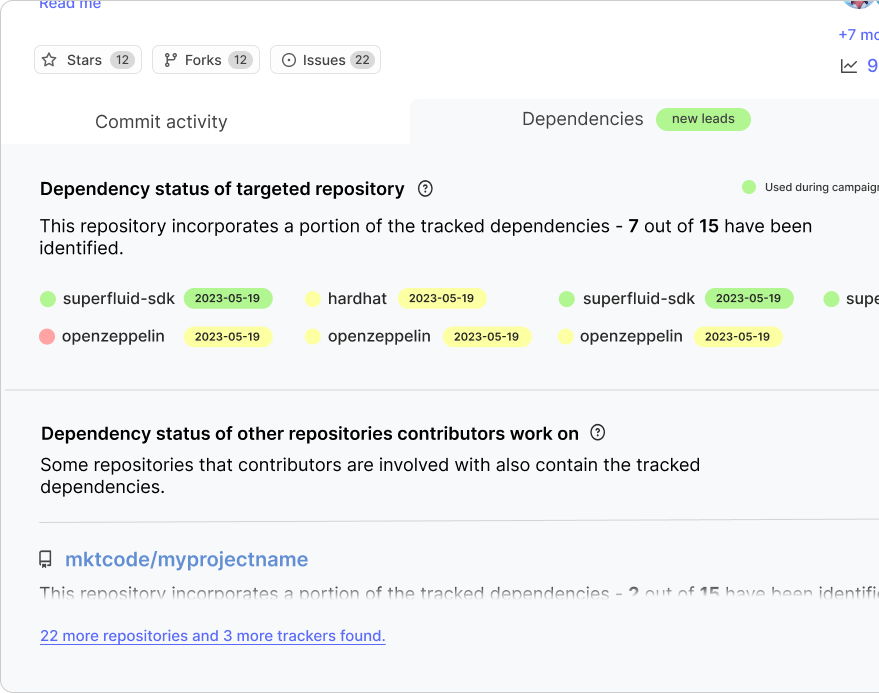 Read me
+7 mo
Stars 12 Forks 12 Issues 22
9
Commit activity Dependencies new leads
Dependency status of targeted repository ? Used during campaign
This repository incorporates a portion of the tracked dependencies - 7 out of 15 have been
identified.
superfluid-sdk 2023-05-19 hardhat 2023-05-19 superfluid-sdk 2023-05-19 supe
openzeppelin 2023-05-19 openzeppelin 2023-05-19 openzeppelin 2023-05-19
Dependency status of other repositories contributors work on ?
Some repositories that contributors are involved with also contain the tracked
dependencies.
mktcode/myprojectname
This repository incorporates a portion of the tracked dependencies - 2 out of 15 have been identifi
22 more repositories and 3 more trackers found.